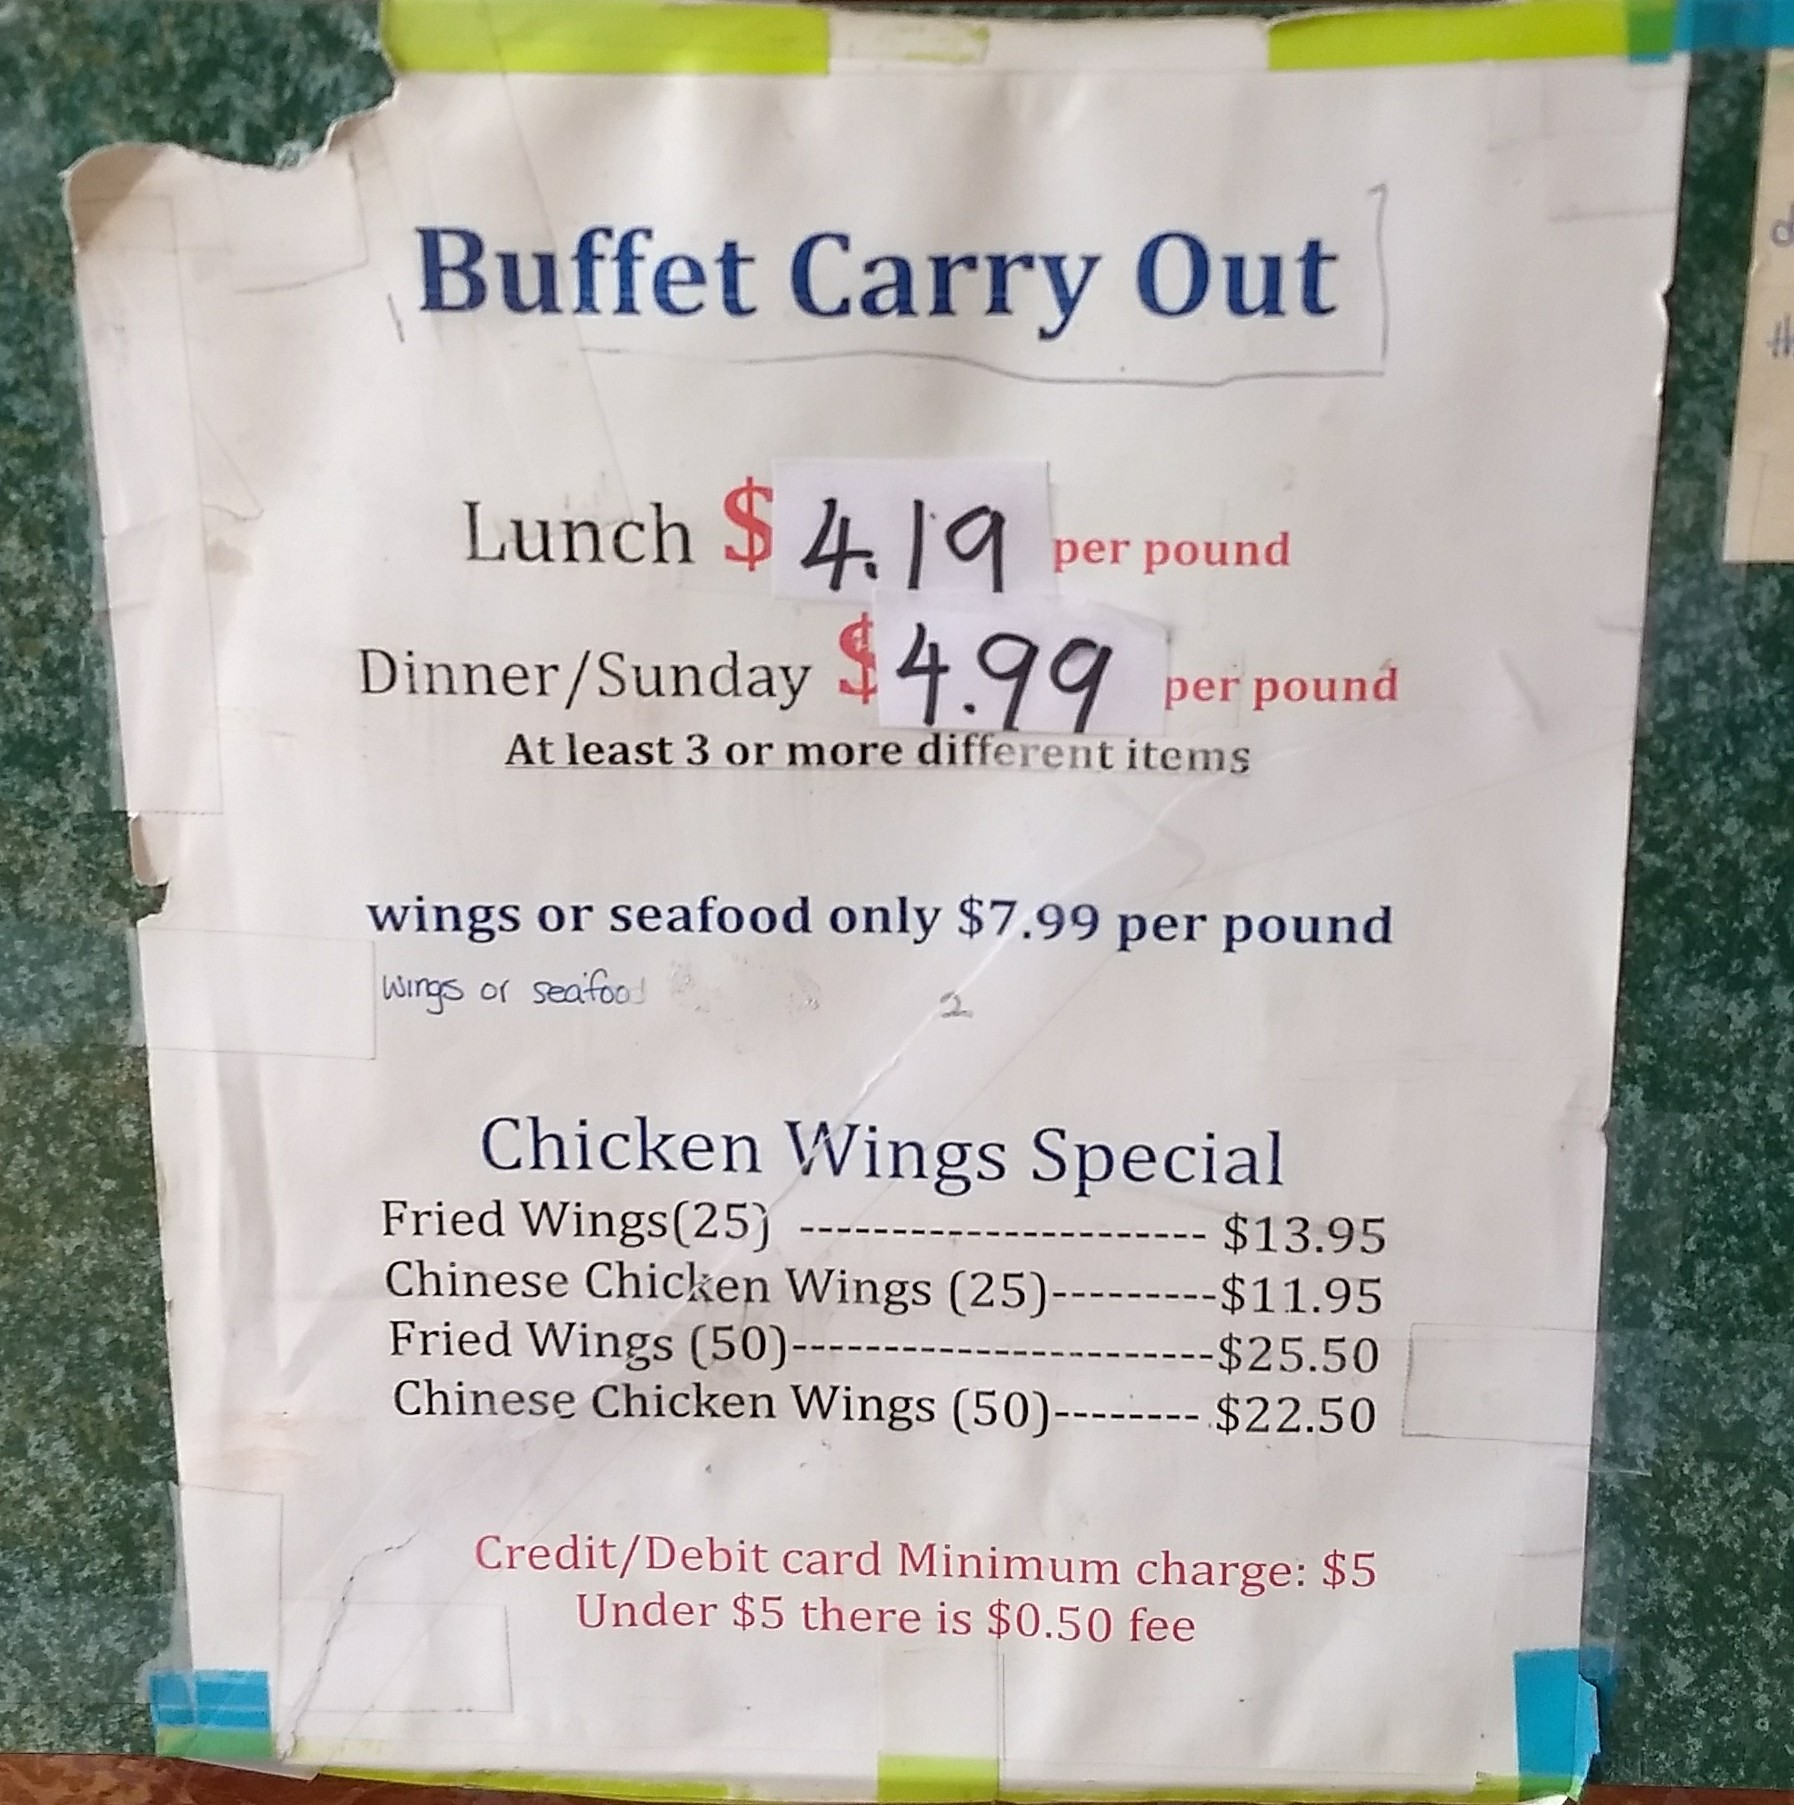 Buffet Carry Out
Lunch $ 4.19 per pound
Dinner/Sunday $ 4.99 per pound
At least 3 or more different items
wings or seafood only $7.99 per pound
wings or seafood
2
Chicken Wings Special
Fried Wings(25) ---------------------- $13.95
Chinese Chicken Wings (25)---------$11.95
Fried Wings (50)-----------------------$25.50
Chinese Chicken Wings (50)-------- $22.50
Credit/Debit card Minimum charge: $5
Under $5 there is $0.50 fee